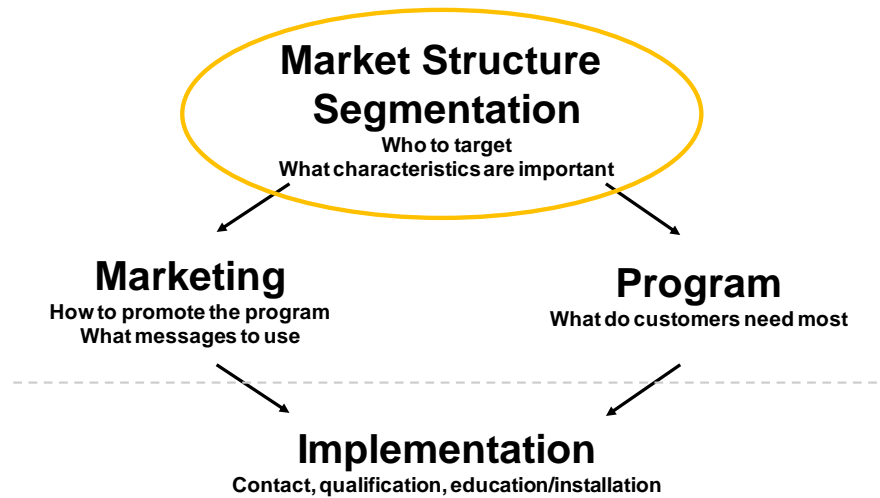 Market Structure
Segmentation
Who to target
What characteristics are important
Marketing
How to promote the program
What messages to use
Program
What do customers need most
Implementation
Contact, qualification, education/installation